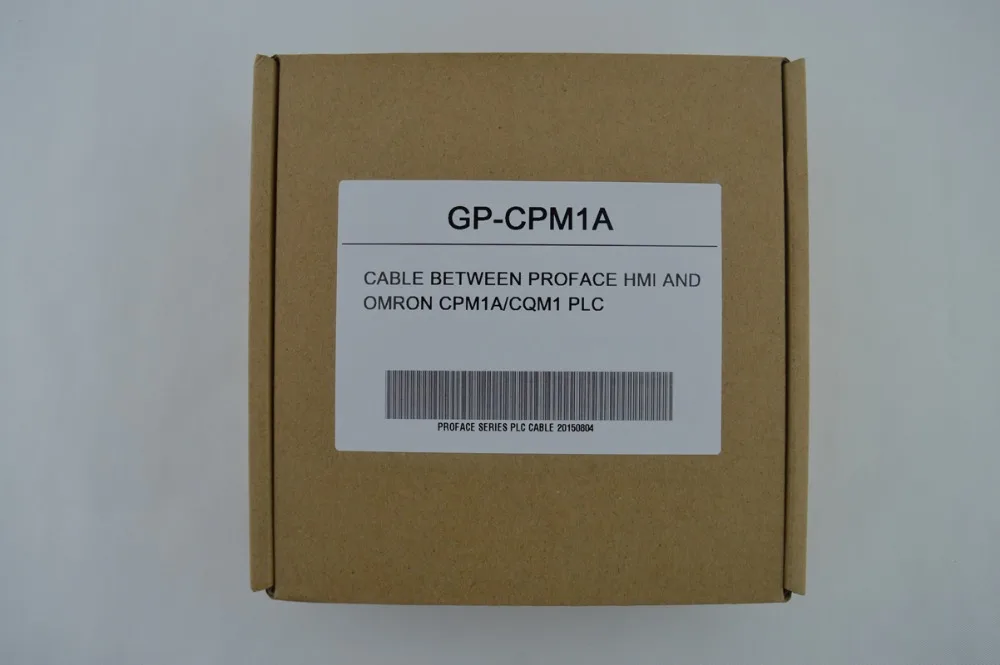 GP-CPM1A
CABLE BETWEEN PROFACE HMI AND
OMRON CPM1A/CQM1 PLC
PROFACE SERIES PLC CABLE 20150804